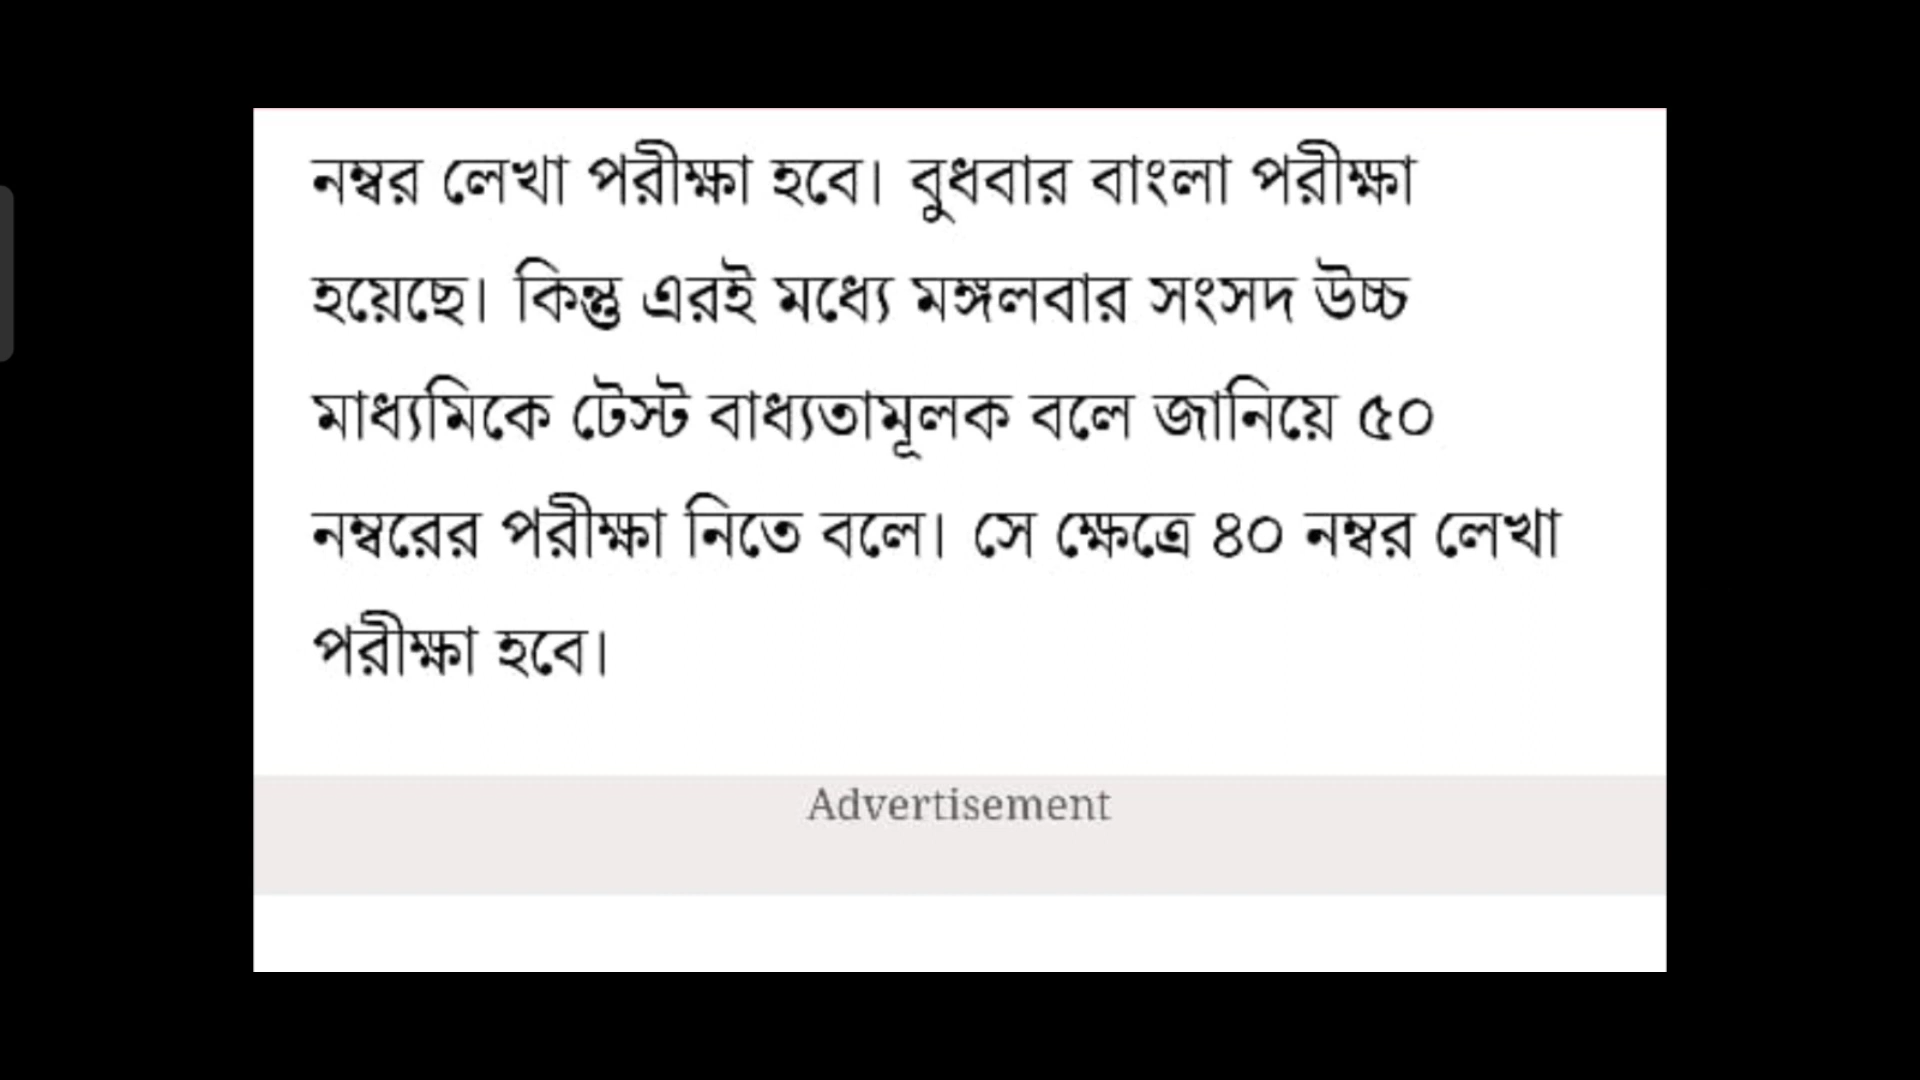 নম্বর লেখা পরীক্ষা হবে। বুধবার বাংলা পরীক্ষা
হয়েছে। কিন্তু এরই মধ্যে মঙ্গলবার সংসদ উচ্চ
মাধ্যমিকে টেস্ট বাধ্যতামূলক বলে জানিয়ে ৫০
নম্বরের পরীক্ষা নিতে বলে। সে ক্ষেত্রে ৪০ নম্বর লেখা
পরীক্ষা হবে।
Advertisement